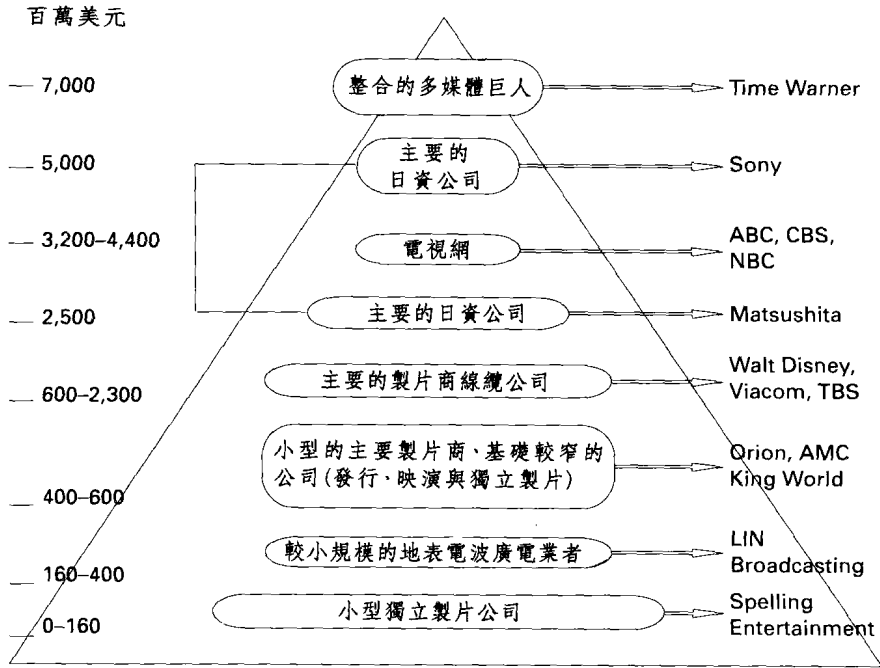 百萬美元
7,000
整合的多媒體巨人
Time Warner
5,000
主要的
日資公司
Sony
3,200–4,400
電視網
ABC, CBS,
NBC
2,500
主要的日資公司
Matsushita
600–2,300
主要的製片商線纜公司
Walt Disney,
Viacom, TBS
400–600
小型的主要製片商、基礎較窄的
公司(發行、映演與獨立製片)
Orion, AMC
King World
160–400
較小規模的地表電波廣電業者
LIN
Broadcasting
0–160
小型獨立製片公司
Spelling
Entertainment